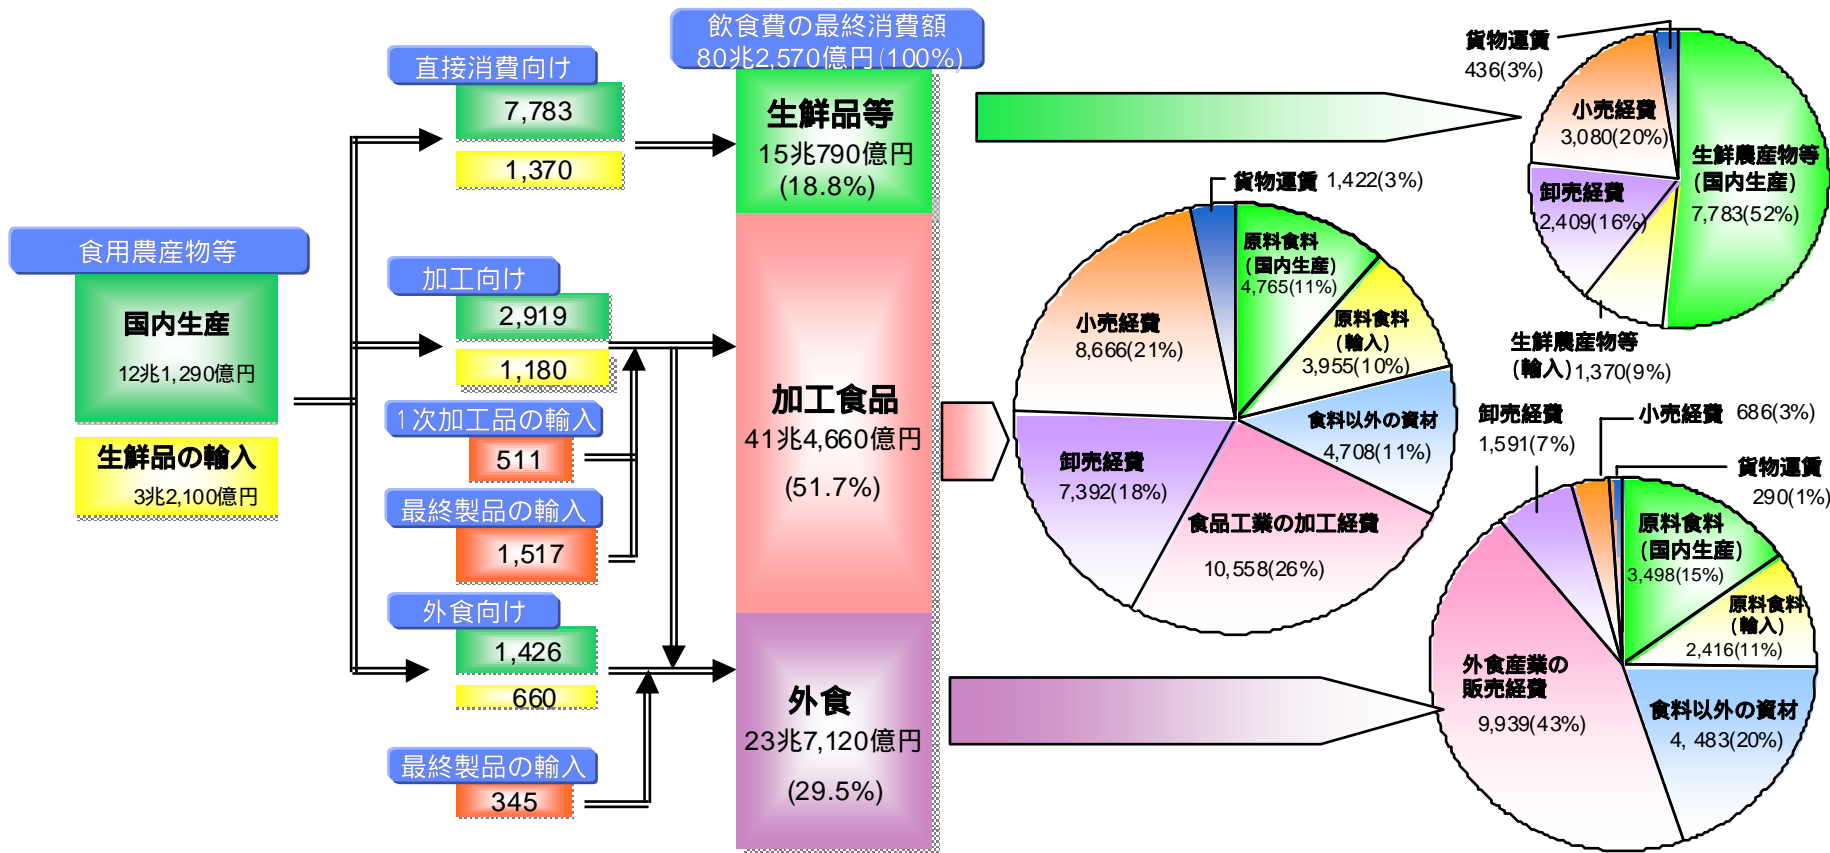 食用農産物等
国内生産
12兆1,290億円
生鮮品の輸入
3兆2,100億円
直接消費向け
7,783
1,370
加工向け
2,919
1,180
1次加工品の輸入
511
最終製品の輸入
1,517
外食向け
1,426
660
最終製品の輸入
345
飲食費の最終消費額
80兆2,570億円(100%)
生鮮品等
15兆790億円
(18.8%)
加工食品
41兆4,660億円
(51.7%)
外食
23兆7,120億円
(29.5%)
貨物運賃
436(3%)
小売経費
3,080(20%)
卸売経費
2,409(16%)
生鮮農産物等
(国内生産)
7,783(52%)
生鮮農産物等
(輸入)1,370(9%)
貨物運賃 1,422(3%)
原料食料
(国内生産)
4,765(11%)
原料食料
(輸入)
3,955(10%)
食料以外の資材
4,708(11%)
食品工業の加工経費
10,558(26%)
卸売経費
7,392(18%)
小売経費
8,666(21%)
卸売経費
1,591(7%)
小売経費 686(3%)
貨物運賃
290(1%)
原料食料
(国内生産)
3,498(15%)
原料食料
(輸入)
2,416(11%)
食料以外の資材
4, 483(20%)
外食産業の
販売経費
9,939(43%)